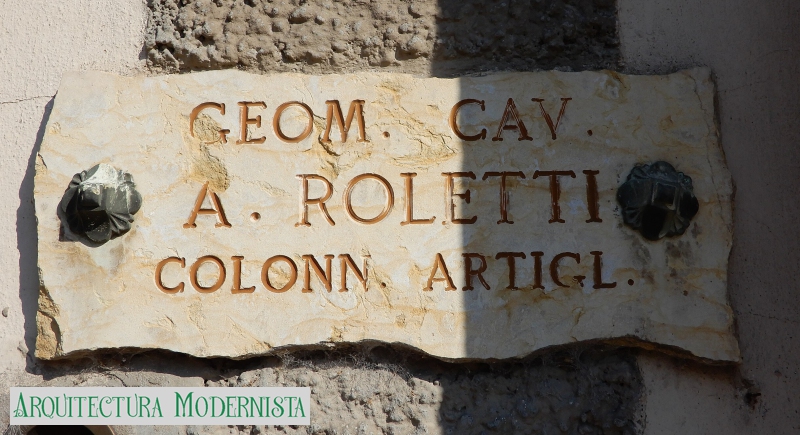 GEOM. CAV.
A. ROLETTI
COLONN. ARTIGL.
ARQUITECTURA MODERNISTA